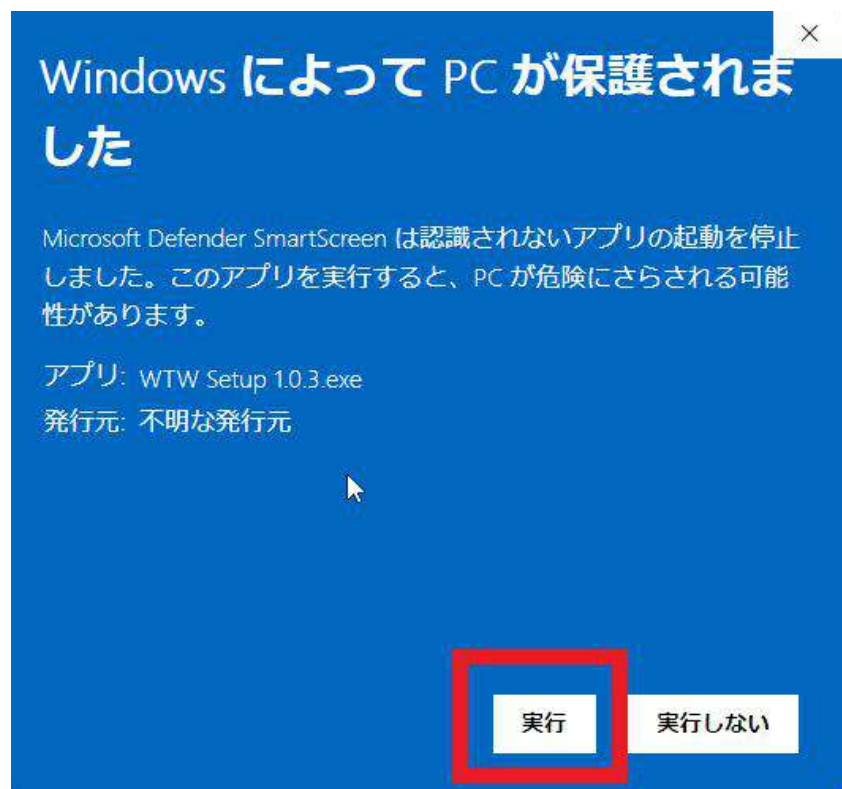 Windows によって PC が保護されま
した
Microsoft Defender SmartScreen は認識されないアプリの起動を停止
しました。このアプリを実行すると、PC が危険にさらされる可能
性があります。
アプリ: WTW Setup 1.0.3.exe
発行元: 不明な発行元
実行 実行しない